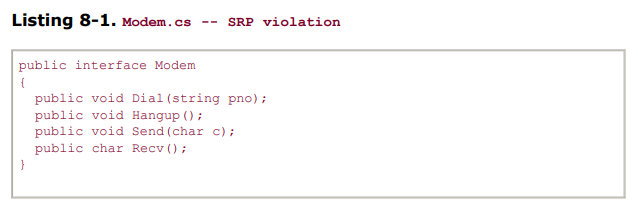 Listing 8-1. Modem.cs -- SRP violation
public interface Modem
{
  public void Dial(string pno);
  public void Hangup();
  public void Send(char c);
  public char Recv();
}